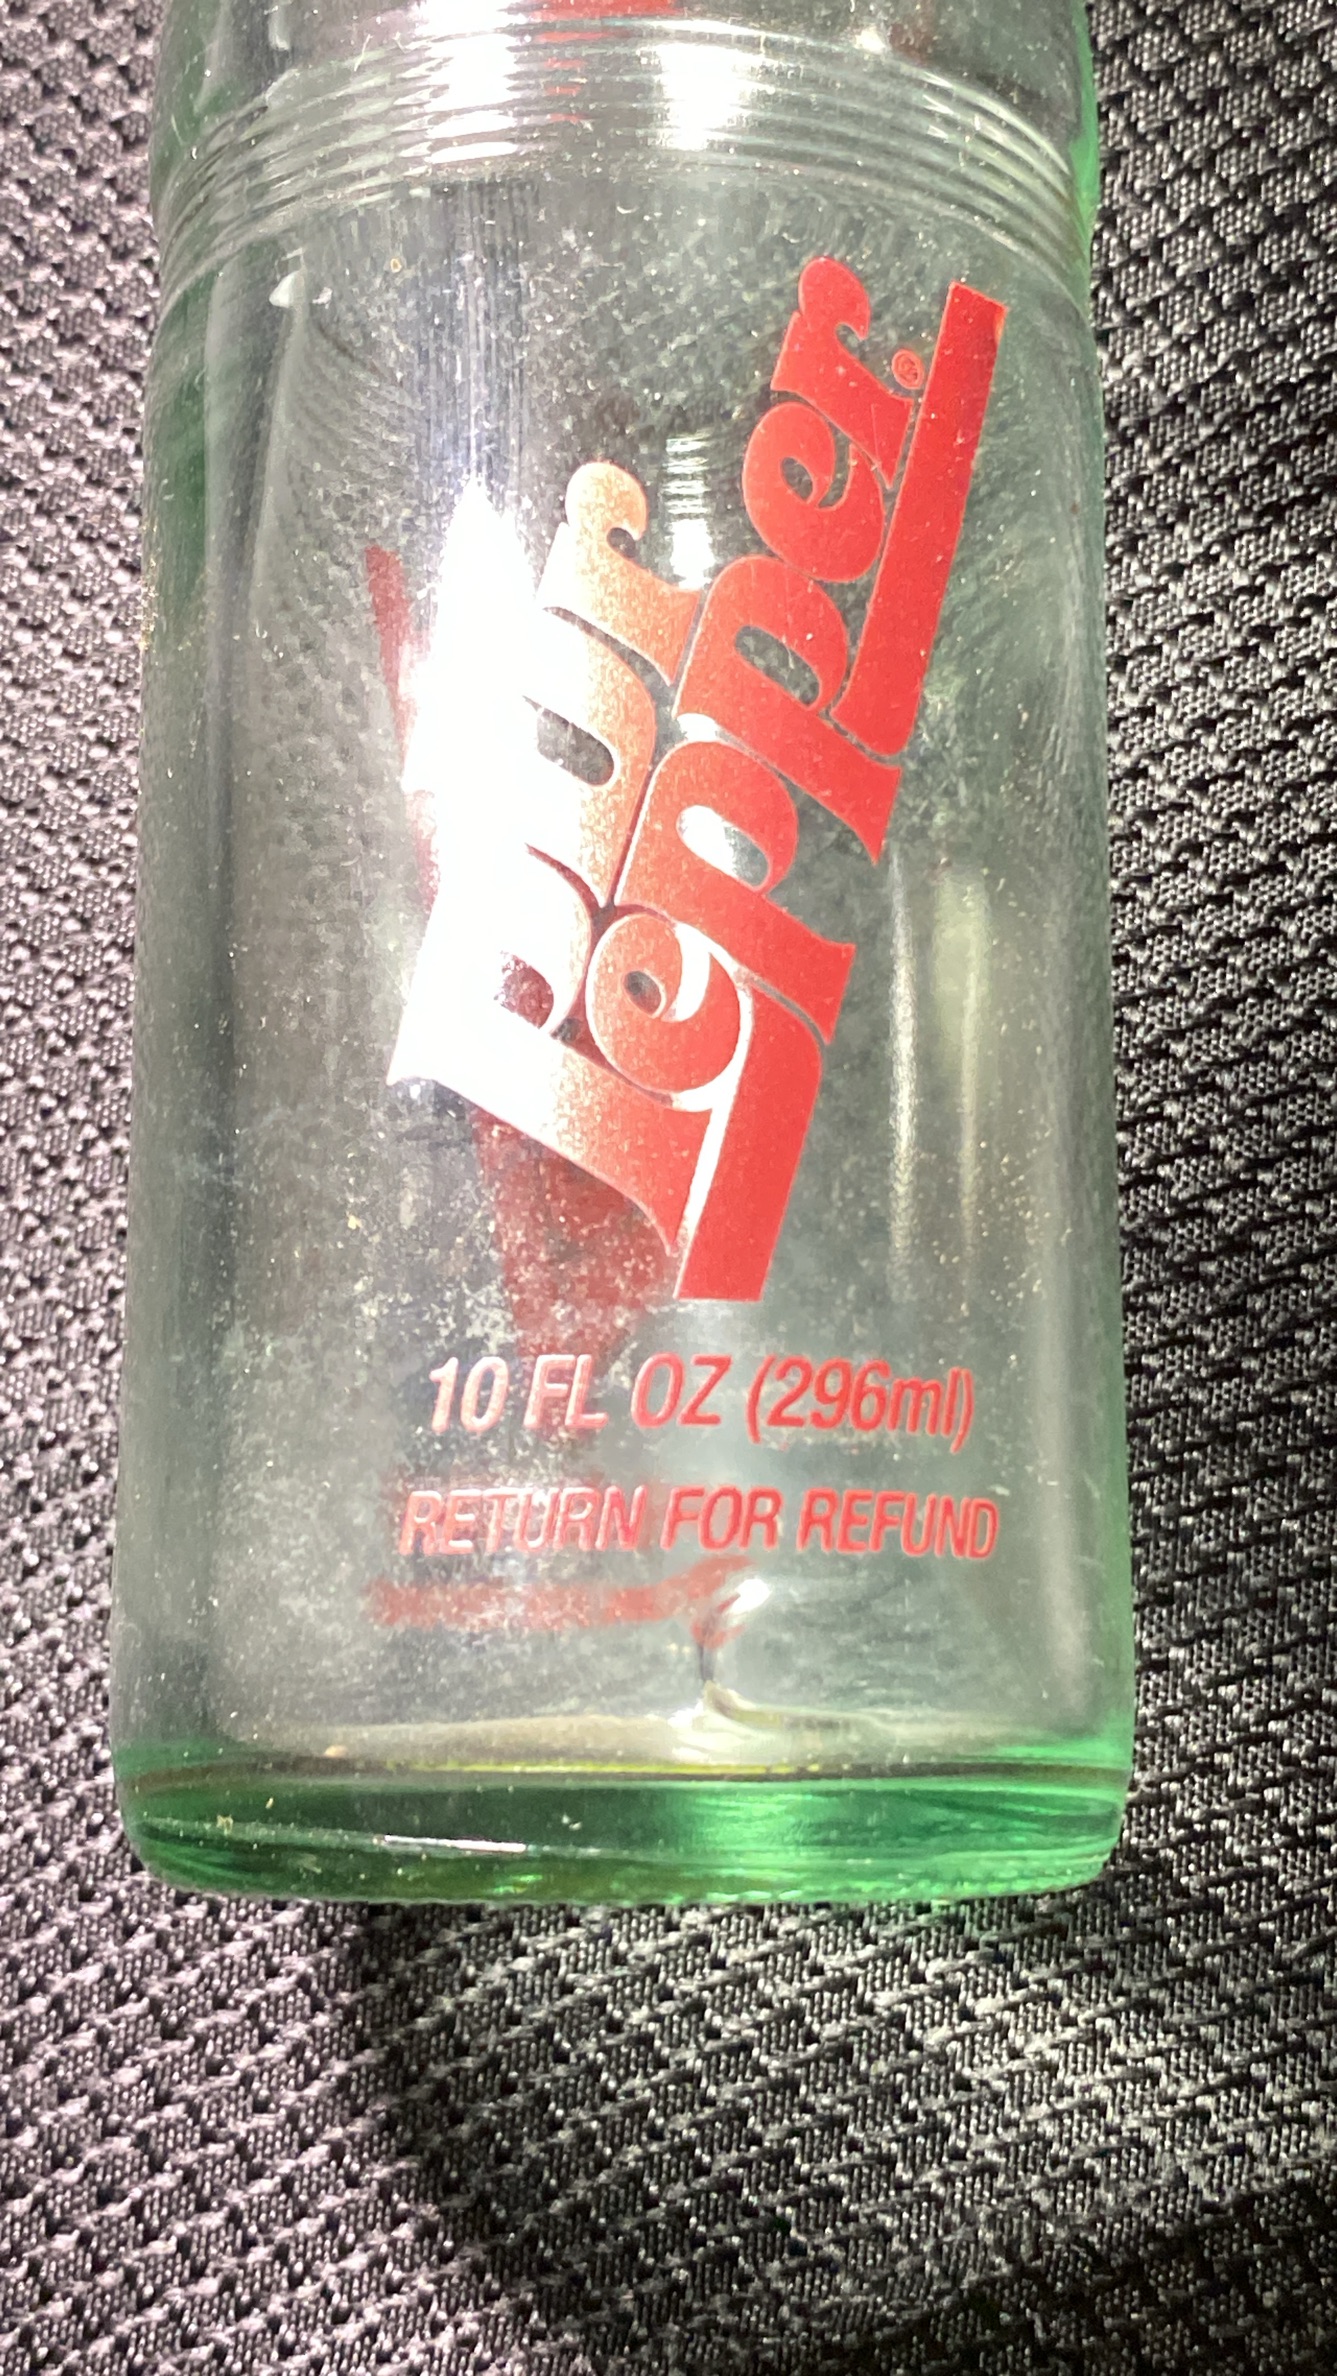 Dr Pepper®
10 FL OZ (296ml)
RETURN FOR REFUND